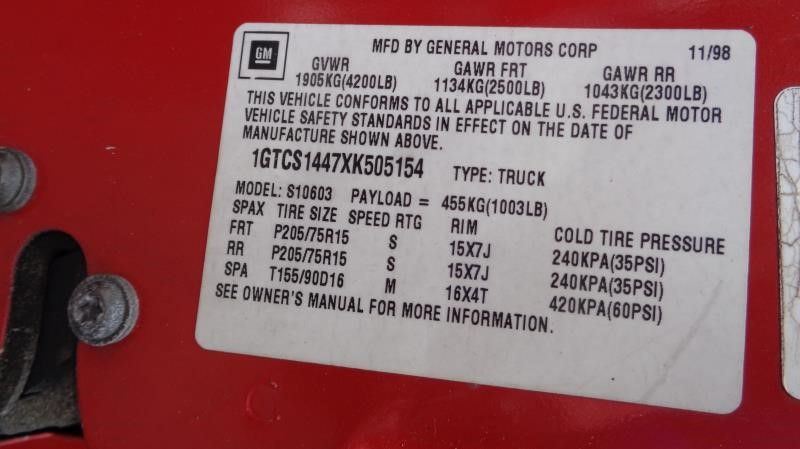 GM
MFD BY GENERAL MOTORS CORP 11/98
GVWR GAWR FRT GAWR RR
1905KG(4200LB) 1134KG(2500LB) 1043KG(2300LB)
THIS VEHICLE CONFORMS TO ALL APPLICABLE U.S. FEDERAL MOTOR
VEHICLE SAFETY STANDARDS IN EFFECT ON THE DATE OF
MANUFACTURE SHOWN ABOVE.
1GTCS1447XK505154 TYPE: TRUCK
MODEL: S10603 PAYLOAD = 455KG(1003LB)
SPAX TIRE SIZE SPEED RTG RIM COLD TIRE PRESSURE
FRT P205/75R15 S 15X7J 240KPA(35PSI)
RR P205/75R15 S 15X7J 240KPA(35PSI)
SPA T155/90D16 M 16X4T 420KPA(60PSI)
SEE OWNER'S MANUAL FOR MORE INFORMATION.